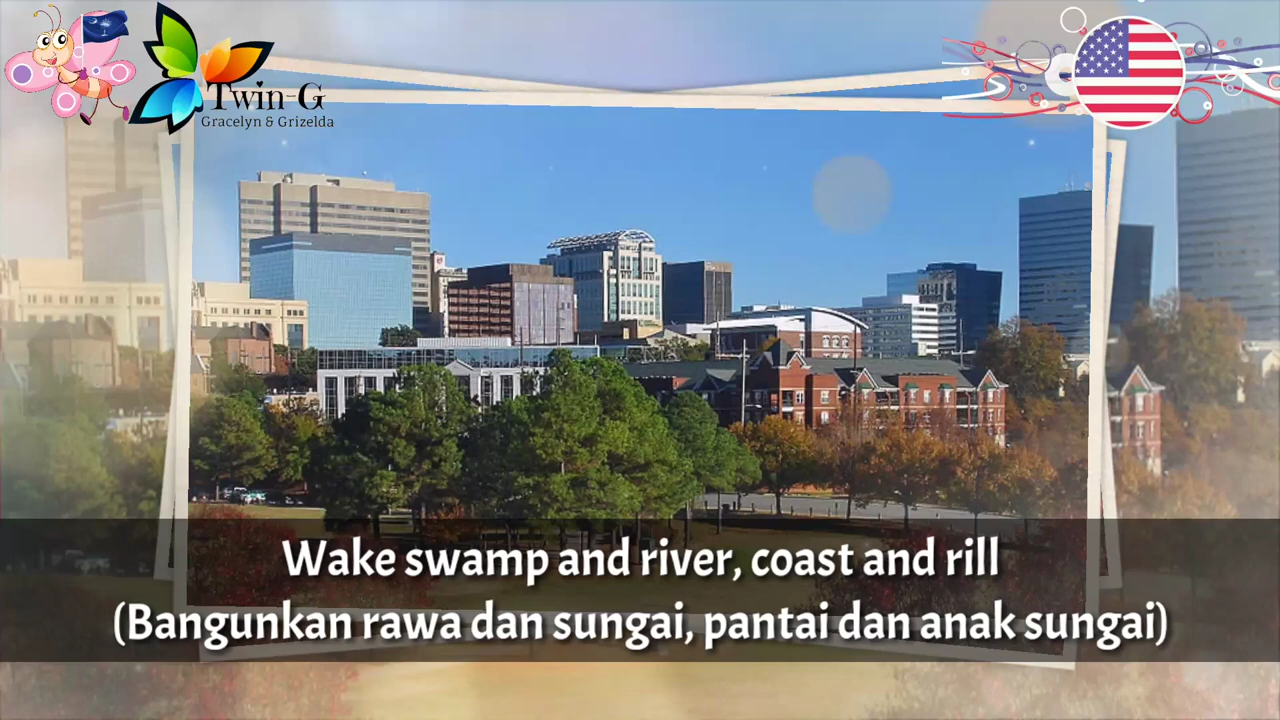 Twin-G
Gracelyn & Grizelda
Wake swamp and river, coast and rill
(Bangunkan rawa dan sungai, pantai dan anak sungai)